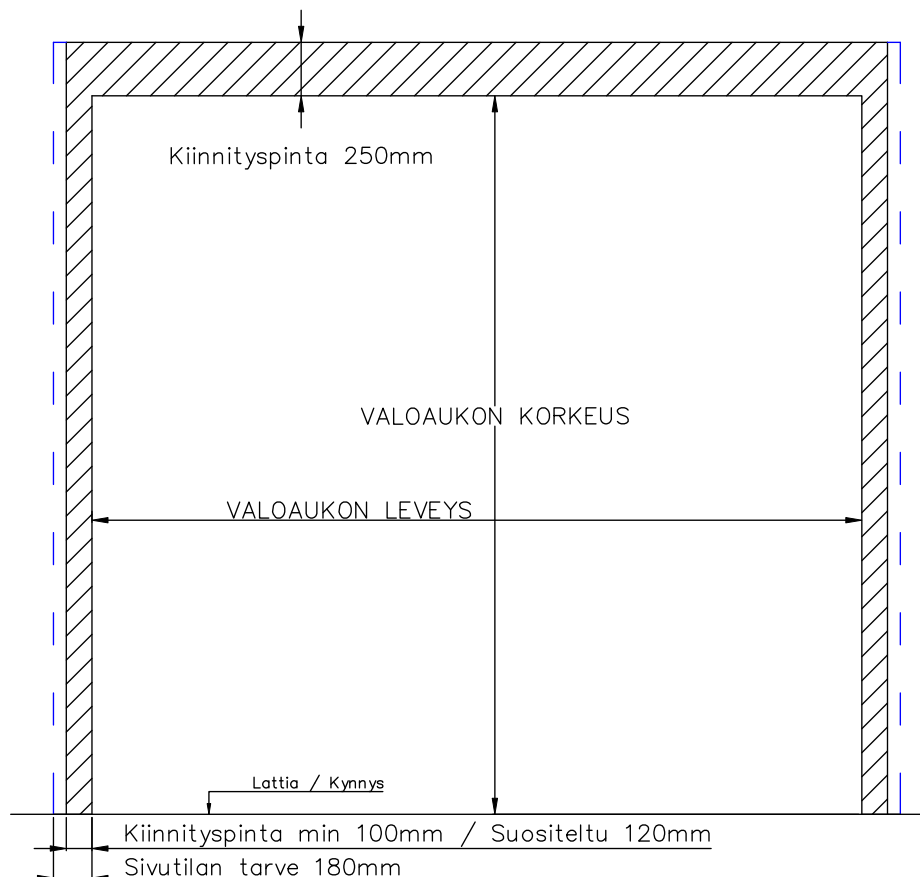 Kiinnityspinta 250mm
VALOAUKON KORKEUS
VALOAUKON LEVEYS
Lattia / Kynnys
Kiinnityspinta min 100mm / Suositeltu 120mm
Sivutilan tarve 180mm